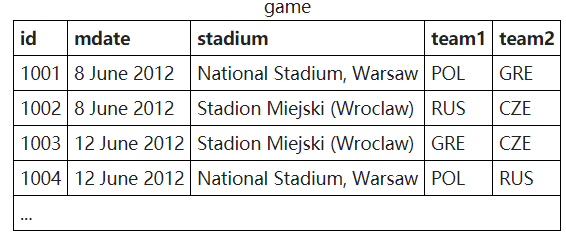 game
id mdate stadium team1 team2
1001 8 June 2012 National Stadium, Warsaw POL GRE
1002 8 June 2012 Stadion Miejski (Wroclaw) RUS CZE
1003 12 June 2012 Stadion Miejski (Wroclaw) GRE CZE
1004 12 June 2012 National Stadium, Warsaw POL RUS
...